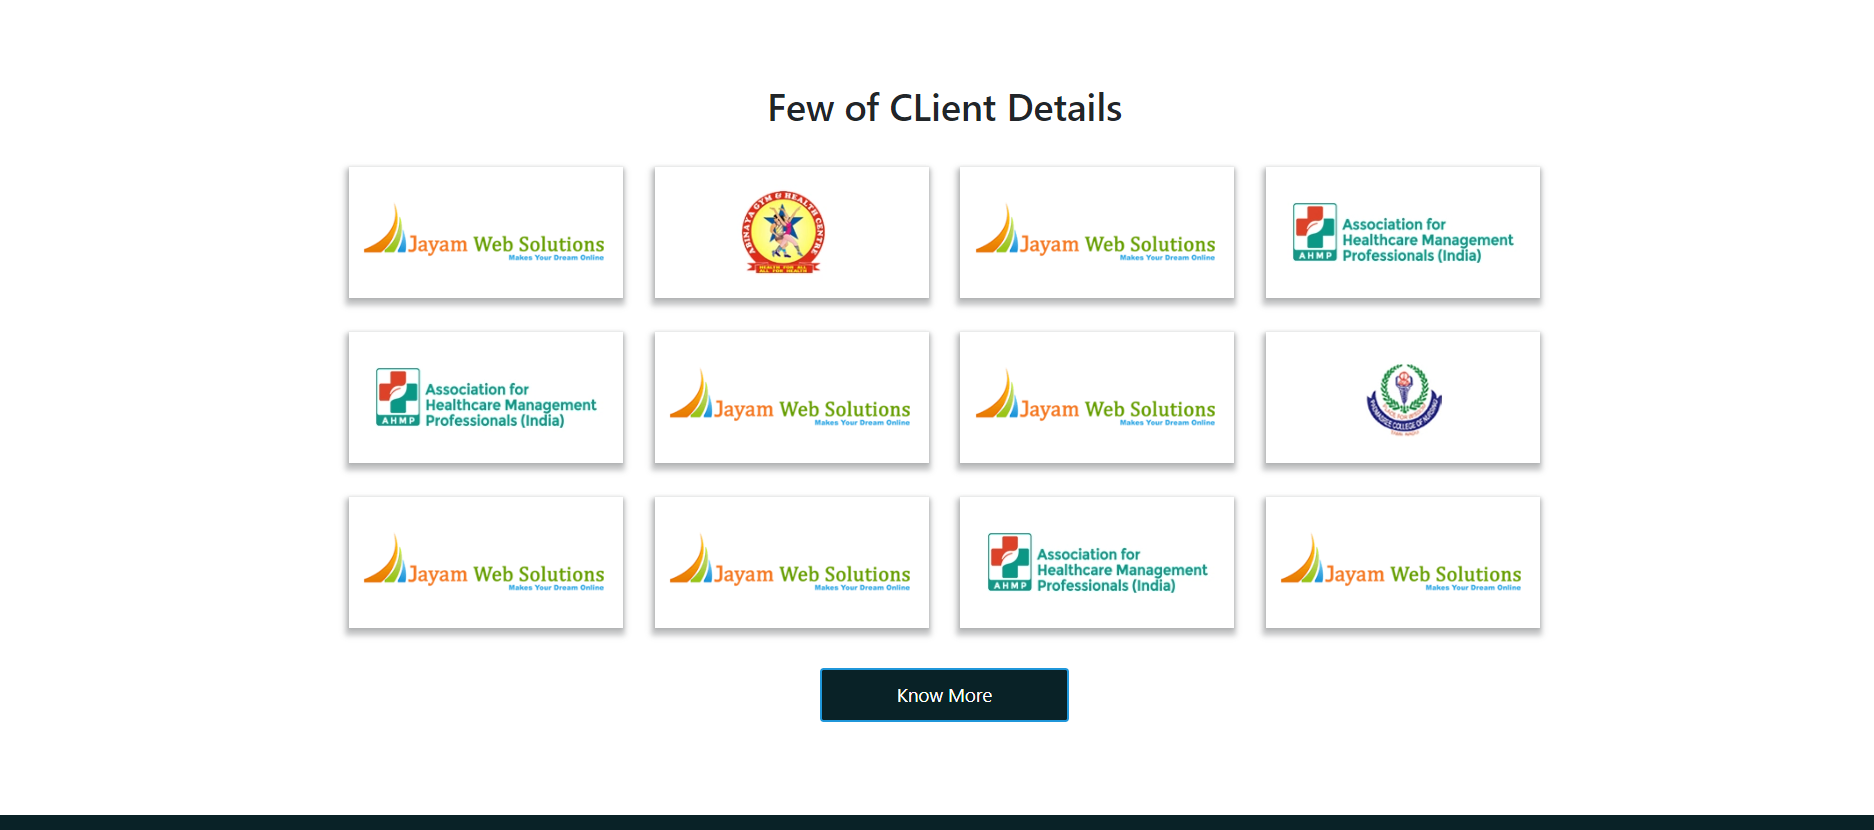 Few of CLient Details
Jayam Web Solutions
Makes Your Dream Online
ABINAYA GYM & HEALTH CENTRE
HEALTH FOR ALL
ALL FOR HEALTH
Jayam Web Solutions
Makes Your Dream Online
AHMP
Association for
Healthcare Management
Professionals (India)
AHMP
Association for
Healthcare Management
Professionals (India)
Jayam Web Solutions
Makes Your Dream Online
Jayam Web Solutions
Makes Your Dream Online
COLLEGE OF NURSING
Jayam Web Solutions
Makes Your Dream Online
Jayam Web Solutions
Makes Your Dream Online
AHMP
Association for
Healthcare Management
Professionals (India)
Jayam Web Solutions
Makes Your Dream Online
Know More